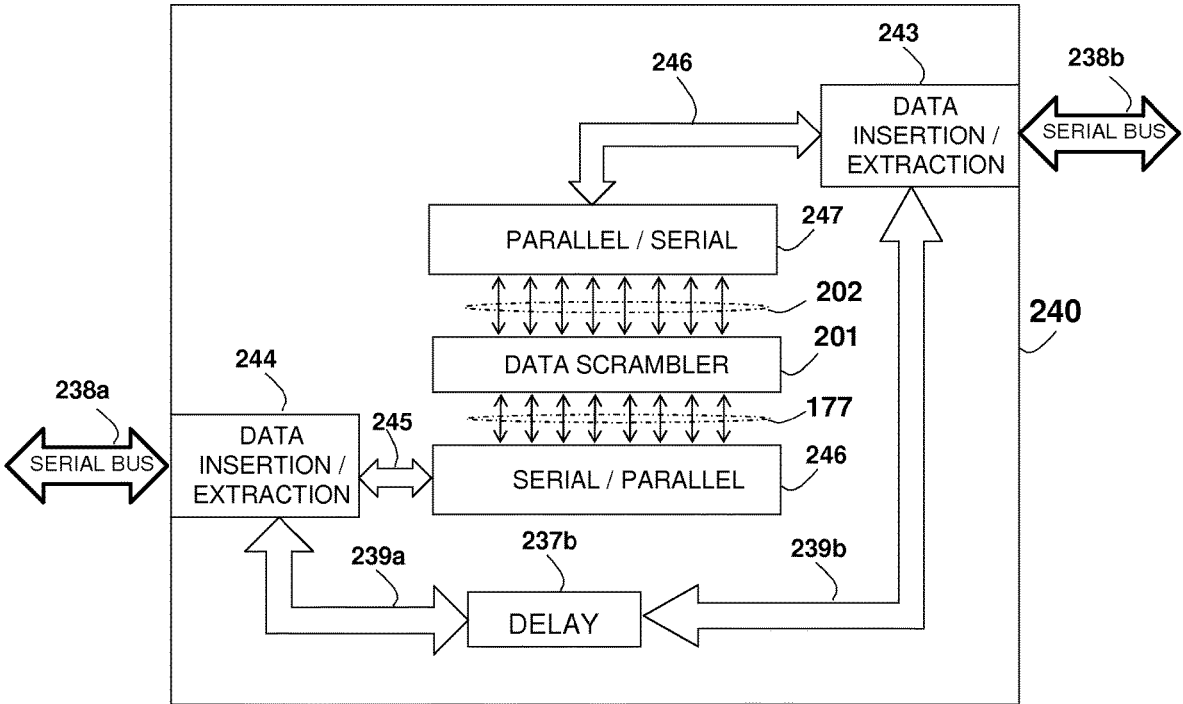 243
246
238b
DATA
INSERTION /
EXTRACTION
SERIAL BUS
247
PARALLEL / SERIAL
202
240
201
244
DATA SCRAMBLER
238a
177
245
DATA
INSERTION /
EXTRACTION
SERIAL BUS
246
SERIAL / PARALLEL
237b
239a
239b
DELAY